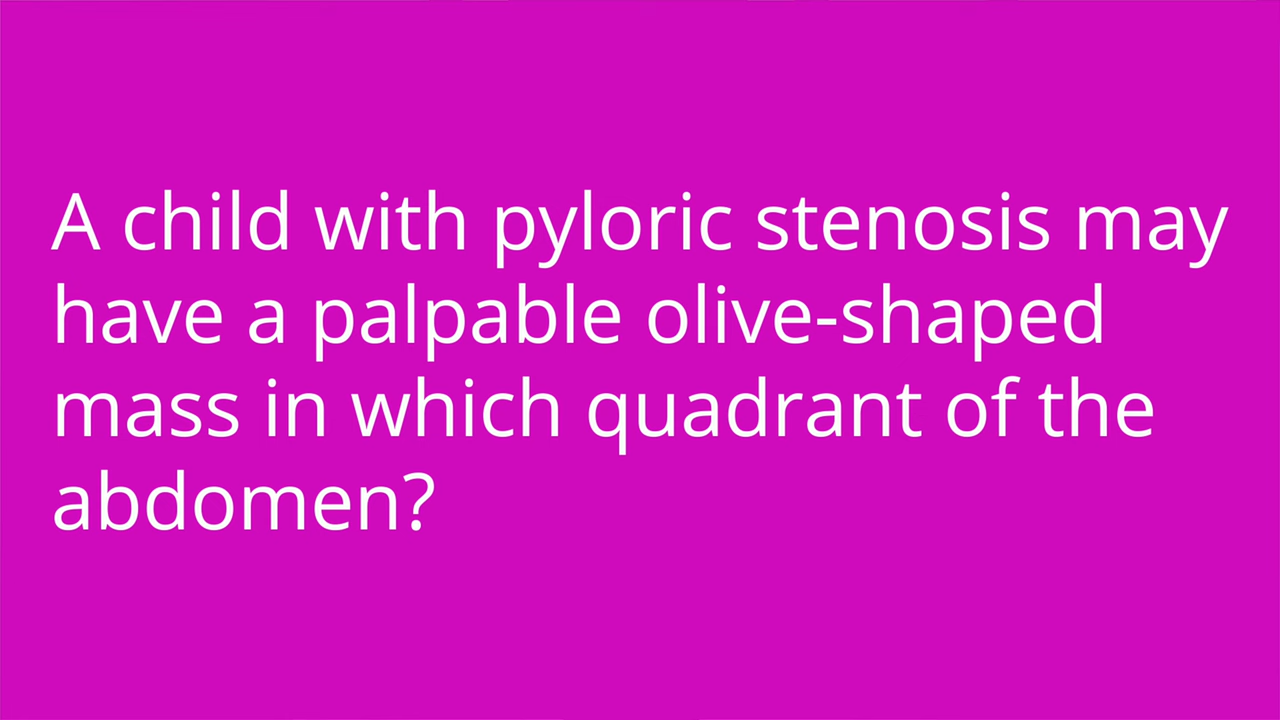 A child with pyloric stenosis may
have a palpable olive-shaped
mass in which quadrant of the
abdomen?